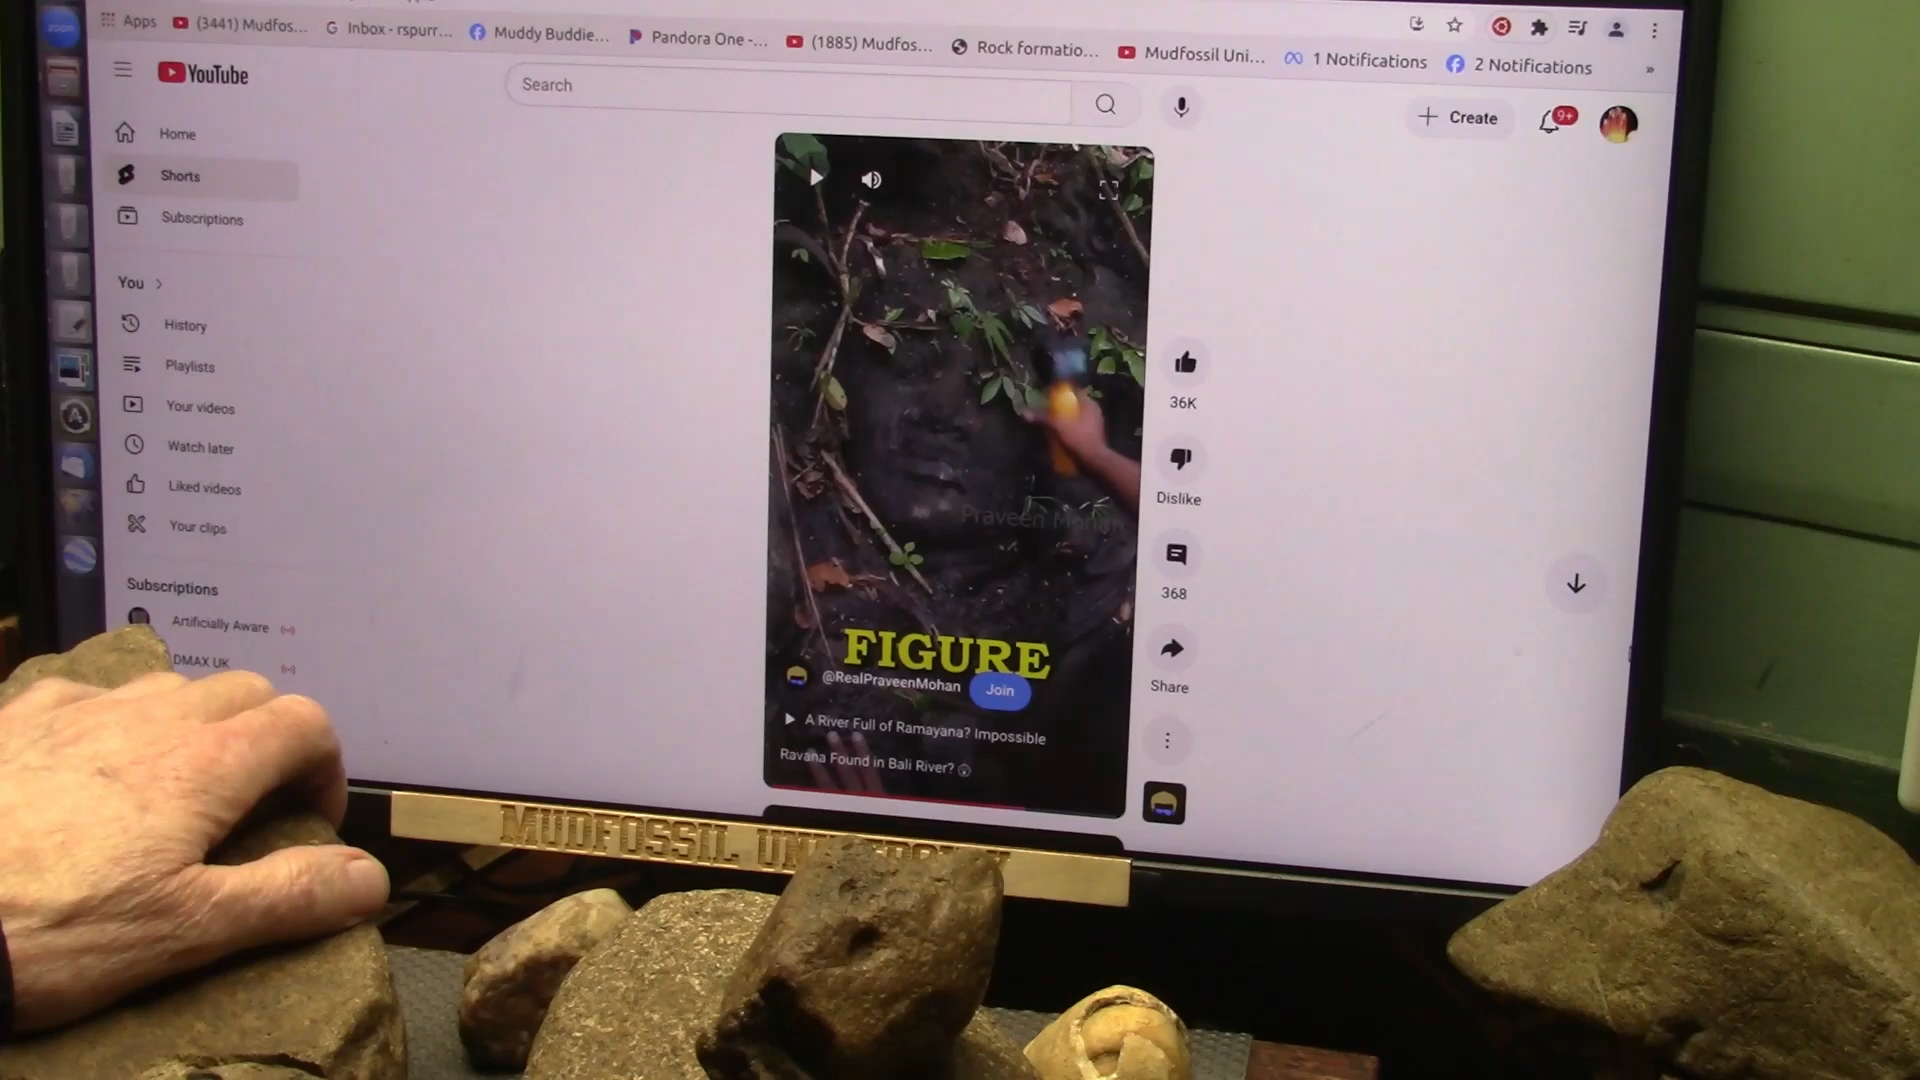 zoom
Apps
(3441) Mudfos...
Inbox - rspurr...
Muddy Buddie...
Pandora One -...
(1885) Mudfos...
Rock formatio...
Mudfossil Uni...
1 Notifications
2 Notifications
»
YouTube
Search
Create
9+
Home
Shorts
Subscriptions
You
History
Playlists
Your videos
Watch later
Liked videos
Your clips
Subscriptions
Artificially Aware
DMAX UK
Praveen Mohan
FIGURE
@RealPraveenMohan
Join
A River Full of Ramayana? Impossible
Ravana Found in Bali River?
36K
Dislike
368
Share
MUDFOSSIL